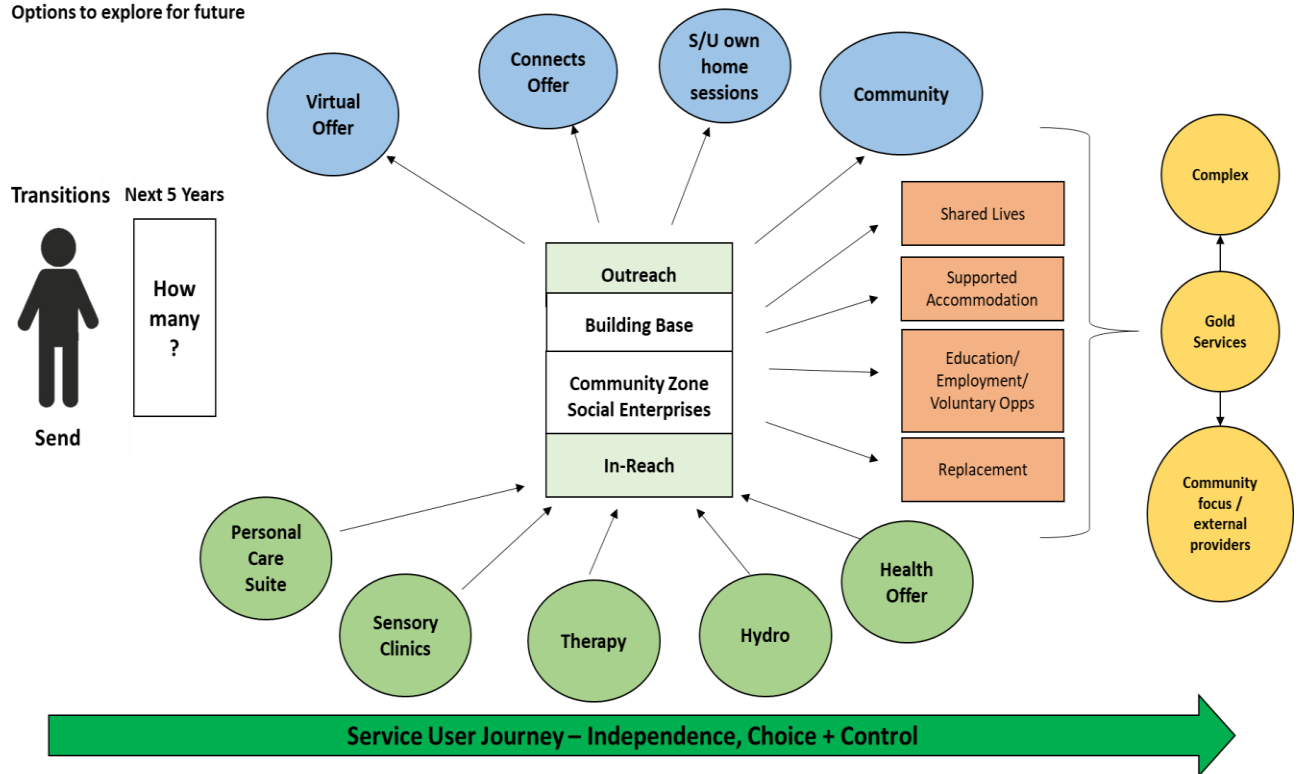 Options to explore for future
Virtual
Offer
Connects
Offer
S/U own
home
sessions
Community
Transitions
Next 5 Years
How
many
?
Send
Outreach
Building Base
Community Zone
Social Enterprises
In-Reach
Shared Lives
Supported
Accommodation
Education/
Employment/
Voluntary Opps
Replacement
Complex
Gold
Services
Community
focus /
external
providers
Personal
Care
Suite
Sensory
Clinics
Therapy
Hydro
Health
Offer
Service User Journey – Independence, Choice + Control